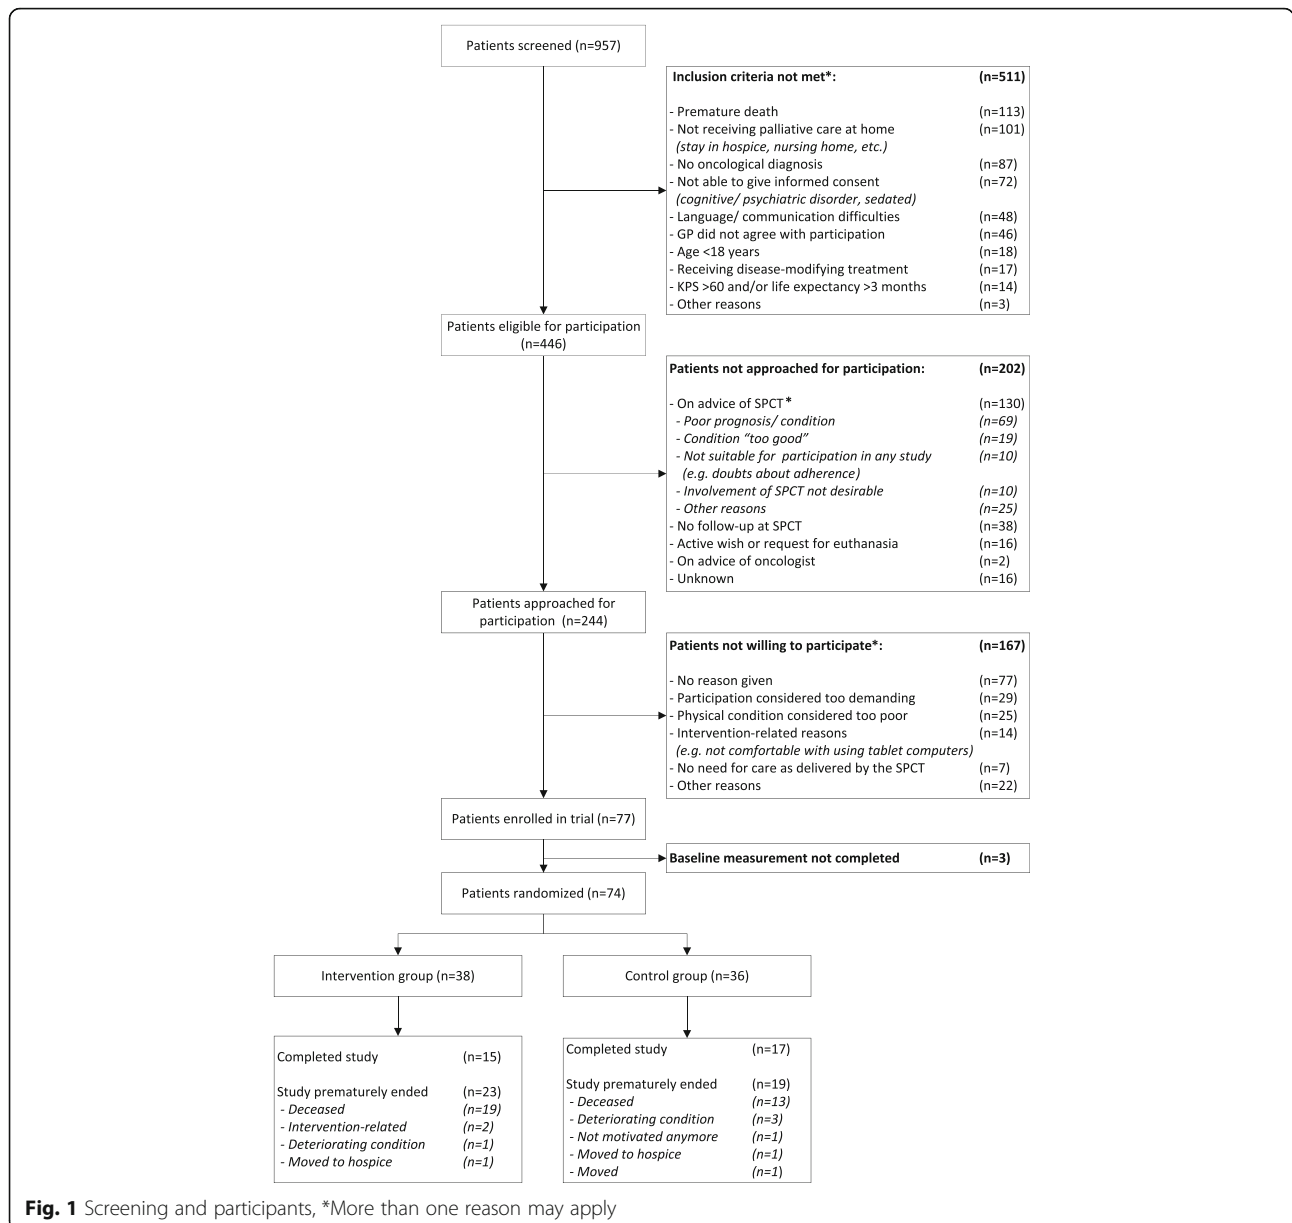 Patients screened (n=957)
Inclusion criteria not met*: (n=511)
- Premature death (n=113)
- Not receiving palliative care at home (n=101)
(stay in hospice, nursing home, etc.)
- No oncological diagnosis (n=87)
- Not able to give informed consent (n=72)
(cognitive/ psychiatric disorder, sedated)
- Language/ communication difficulties (n=48)
- GP did not agree with participation (n=46)
- Age <18 years (n=18)
- Receiving disease-modifying treatment (n=17)
- KPS >60 and/or life expectancy >3 months (n=14)
- Other reasons (n=3)
Patients eligible for participation
(n=446)
Patients not approached for participation: (n=202)
- On advice of SPCT* (n=130)
- Poor prognosis/ condition (n=69)
- Condition “too good” (n=19)
- Not suitable for participation in any study (n=10)
(e.g. doubts about adherence)
- Involvement of SPCT not desirable (n=10)
- Other reasons (n=25)
- No follow-up at SPCT (n=38)
- Active wish or request for euthanasia (n=16)
- On advice of oncologist (n=2)
- Unknown (n=16)
Patients approached for
participation (n=244)
Patients not willing to participate*: (n=167)
- No reason given (n=77)
- Participation considered too demanding (n=29)
- Physical condition considered too poor (n=25)
- Intervention-related reasons (n=14)
(e.g. not comfortable with using tablet computers)
- No need for care as delivered by the SPCT (n=7)
- Other reasons (n=22)
Patients enrolled in trial (n=77)
Baseline measurement not completed (n=3)
Patients randomized (n=74)
Intervention group (n=38)
Completed study (n=15)
Study prematurely ended (n=23)
- Deceased (n=19)
- Intervention-related (n=2)
- Deteriorating condition (n=1)
- Moved to hospice (n=1)
Control group (n=36)
Completed study (n=17)
Study prematurely ended (n=19)
- Deceased (n=13)
- Deteriorating condition (n=3)
- Not motivated anymore (n=1)
- Moved to hospice (n=1)
- Moved (n=1)
Fig. 1 Screening and participants, *More than one reason may apply